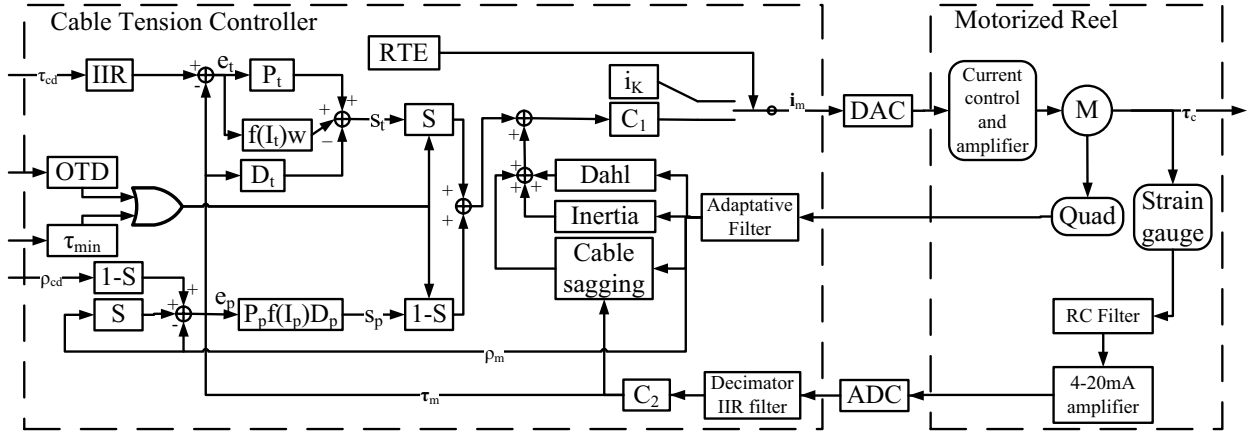 Cable Tension Controller
Motorized Reel
RTE
τcd
IIR
+
-
et
Pt
iK
C1
im
DAC
Current
control
and
amplifier
M
τc
f(It)w
+
+
−
st
S
Dt
OTD
τmin
+
+
+
+
+
+
Dahl
Inertia
Cable
sagging
Adaptative
Filter
Quad
Strain
gauge
ρcd
1-S
S
+
+
-
ep
Ppf(Ip)Dp
sp
1-S
ρm
τm
C2
Decimator
IIR filter
ADC
RC Filter
4-20mA
amplifier